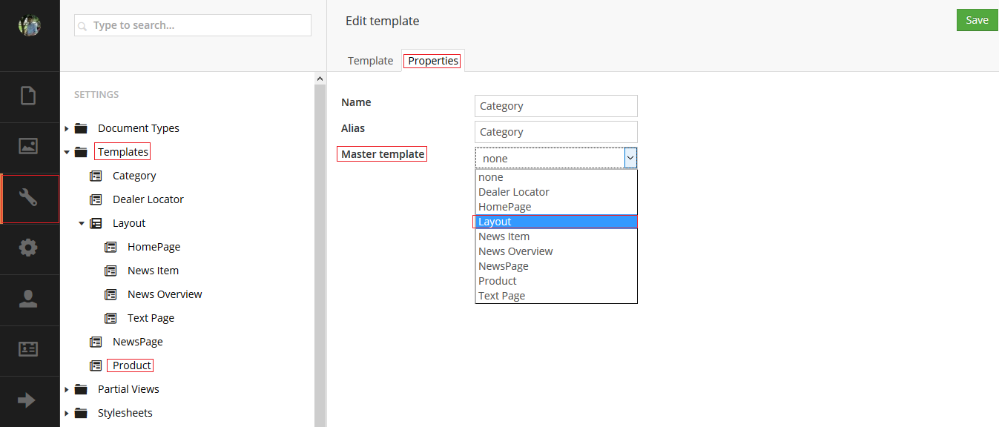 Type to search...
SETTINGS
Document Types
Templates
Category
Dealer Locator
Layout
HomePage
News Item
News Overview
Text Page
NewsPage
Product
Partial Views
Stylesheets
Edit template
Save
Template Properties
Name Category
Alias Category
Master template none
none
Dealer Locator
HomePage
Layout
News Item
News Overview
NewsPage
Product
Text Page